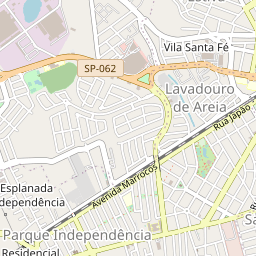 Vila Santa Fé
SP-062
Lavadouro
de Areia
Rua Japão
Esplanada
Independência
Avenida Marrocos
Parque Independência
Residencial